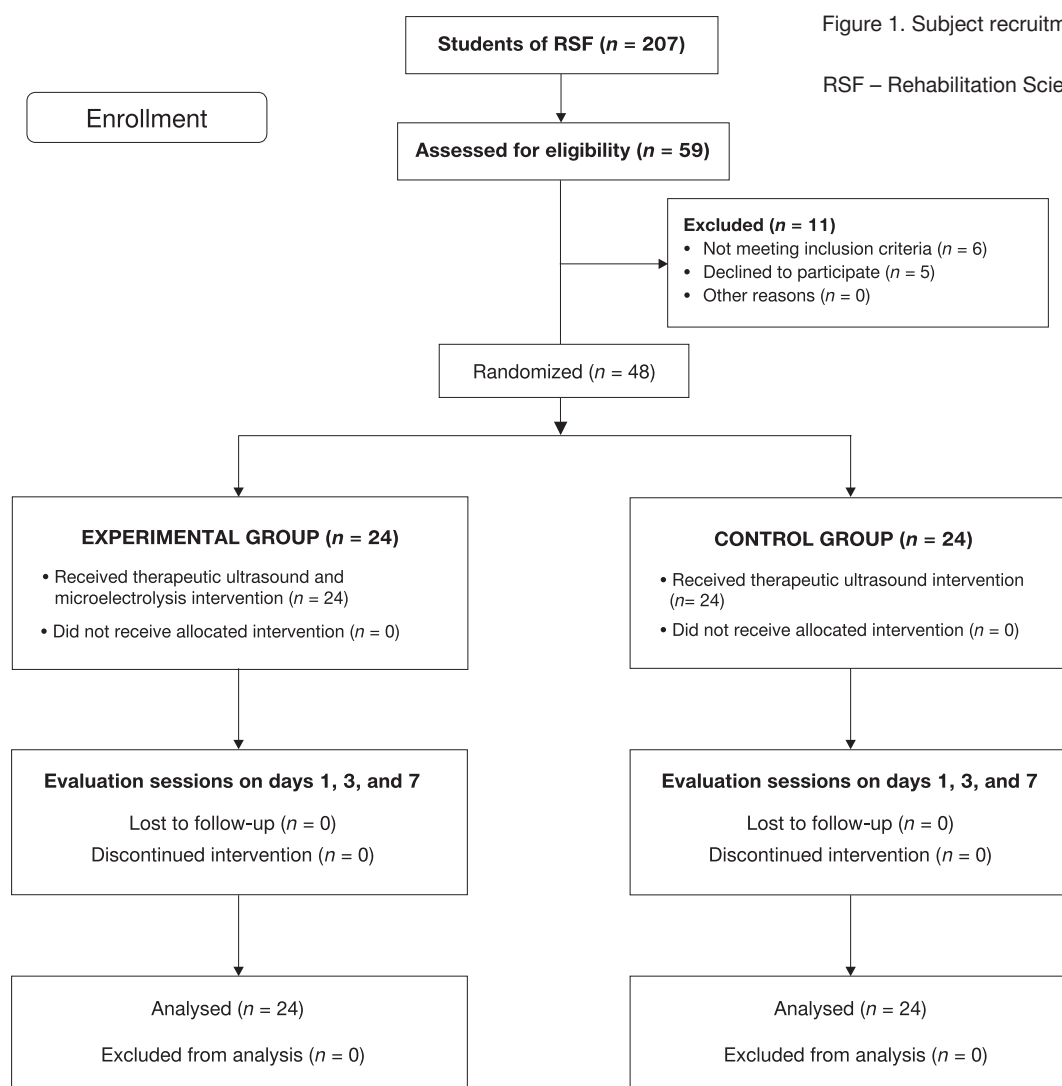 Students of RSF (n = 207)
Figure 1. Subject
RSF – Rehabilitation
Enrollment
Assessed for eligibility (n = 59)
Excluded (n = 11)
• Not meeting inclusion criteria (n = 6)
• Declined to participate (n = 5)
• Other reasons (n = 0)
Randomized (n = 48)
EXPERIMENTAL GROUP (n = 24)
• Received therapeutic ultrasound and
microelectrolysis intervention (n = 24)
• Did not receive allocated intervention (n = 0)
CONTROL GROUP (n = 24)
• Received therapeutic ultrasound intervention
(n= 24)
• Did not receive allocated intervention (n = 0)
Evaluation sessions on days 1, 3, and 7
Lost to follow-up (n = 0)
Discontinued intervention (n = 0)
Evaluation sessions on days 1, 3, and 7
Lost to follow-up (n = 0)
Discontinued intervention (n = 0)
Analysed (n = 24)
Excluded from analysis (n = 0)
Analysed (n = 24)
Excluded from analysis (n = 0)